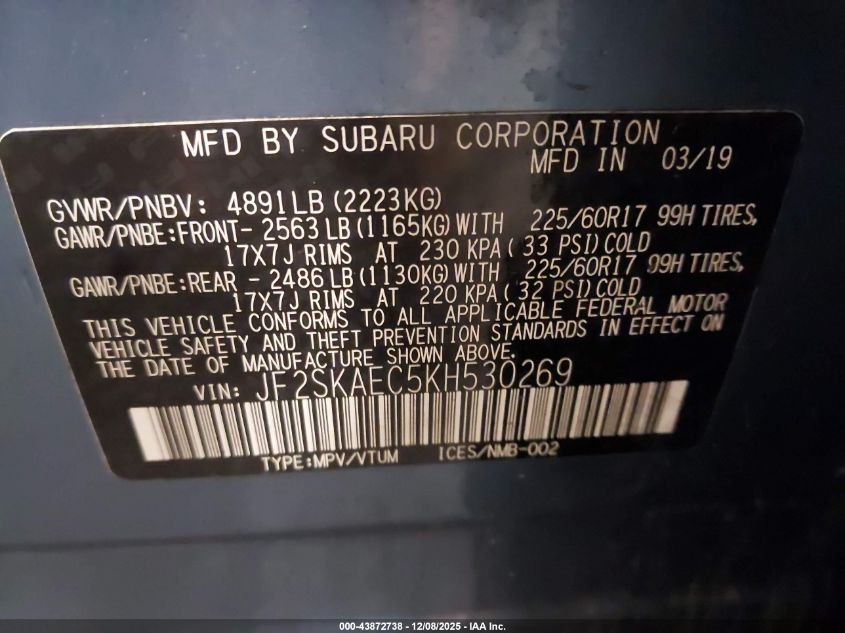 MFD BY SUBARU CORPORATION
MFD IN 03/19
GVWR/PNBV: 4891LB (2223KG)
GAWR/PNBE:FRONT- 2563 LB (1165KG) WITH 225/60R17 99H TIRES,
17X7J RIMS AT 230 KPA ( 33 PSI) COLD
GAWR/PNBE:REAR - 2486 LB (1130KG) WITH 225/60R17 99H TIRES,
17X7J RIMS AT 220 KPA ( 32 PSI) COLD
THIS VEHICLE CONFORMS TO ALL APPLICABLE FEDERAL MOTOR
VEHICLE SAFETY AND THEFT PREVENTION STANDARDS IN EFFECT ON
THE DATE OF MANUFACTURE SHOWN ABOVE.
VIN: JF2SKAEC5KH530269
TYPE:MPV/VTUM ICES/NMB-002
000-43872738 - 12/08/2025 - IAA Inc.